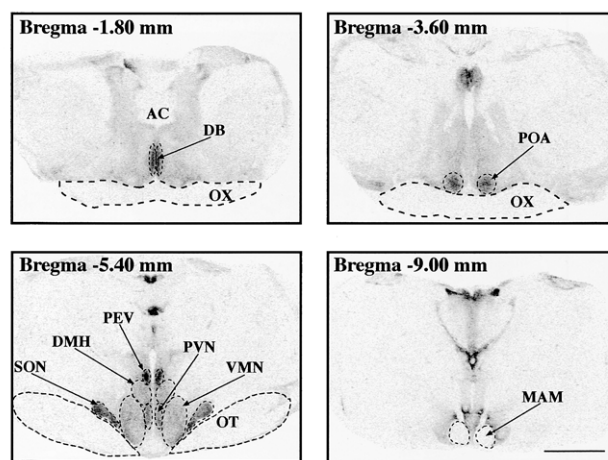 Bregma -1.80 mm
AC
DB
OX
Bregma -3.60 mm
POA
OX
Bregma -5.40 mm
PEV
DMH
PVN
SON
VMN
OT
Bregma -9.00 mm
MAM